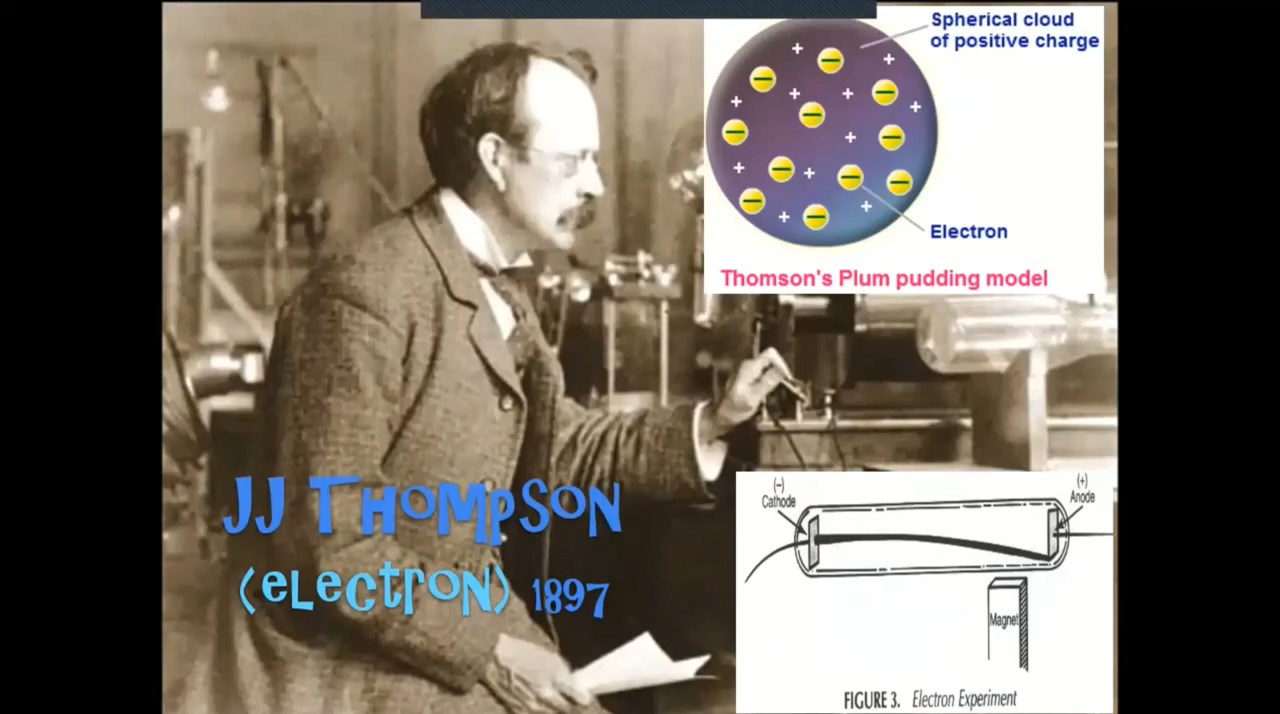 Spherical cloud
of positive charge
Electron
Thomson's Plum pudding model
JJ Thompson
(electron) 1897
(-)
Cathode
(+)
Anode
Magnet
FIGURE 3. Electron Experiment